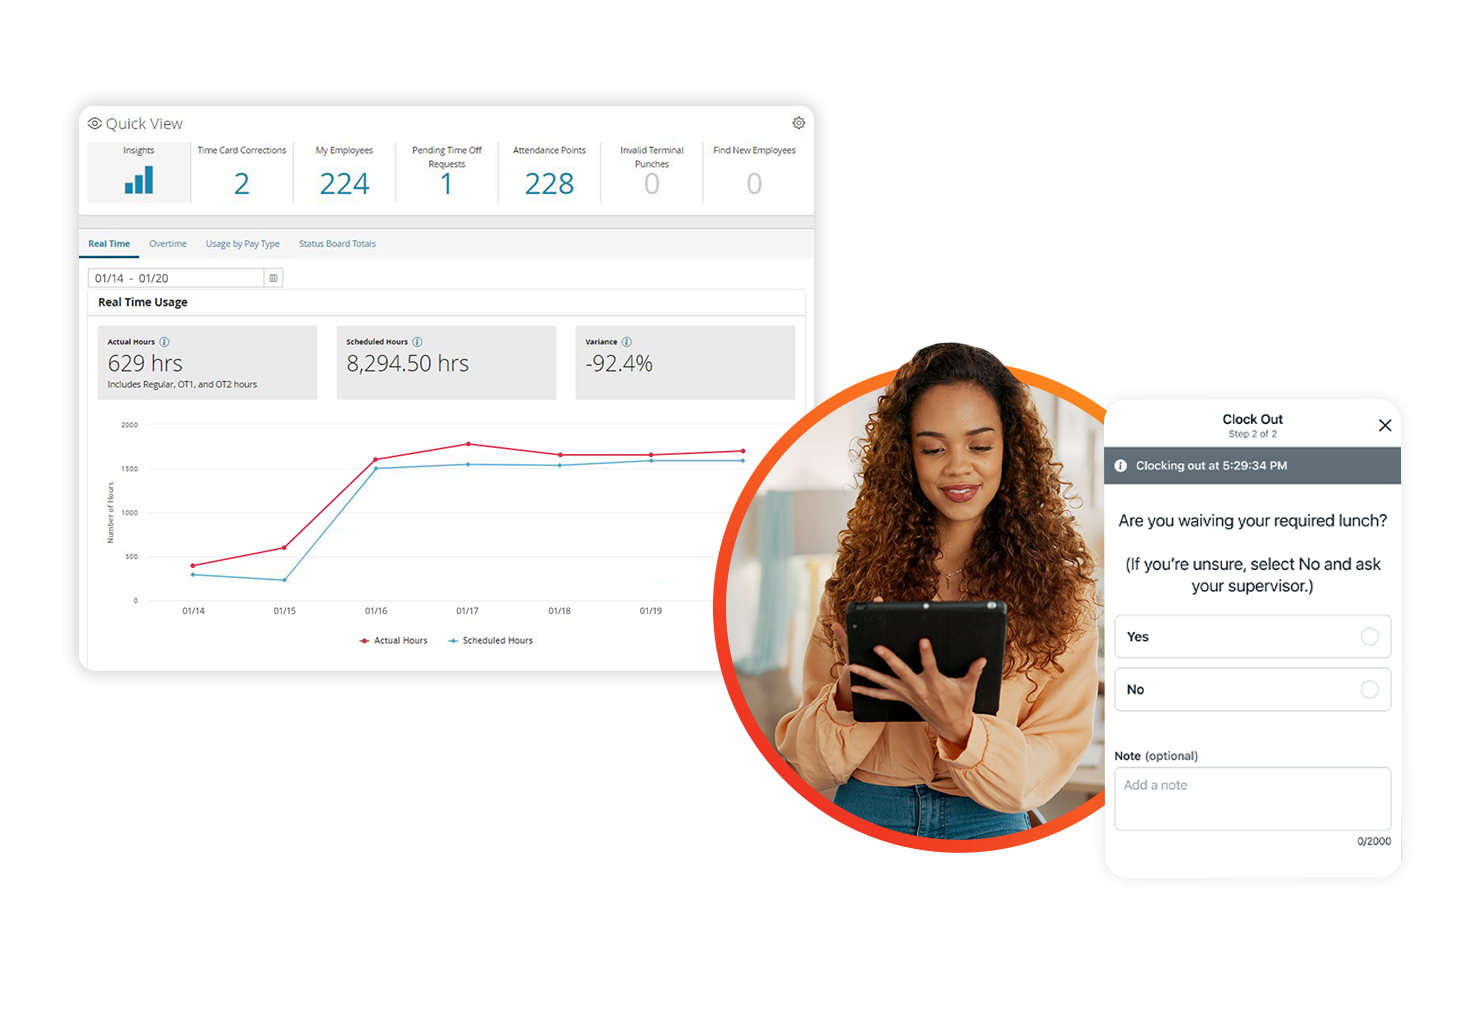 Quick View
Insights
Time Card Corrections
2
My Employees
224
Pending Time Off
Requests
1
Attendance Points
228
Invalid Terminal
Punches
0
Find New Employees
0
Real Time
Overtime
Usage by Pay Type
Status Board Totals
01/14 - 01/20
Real Time Usage
Actual Hours
629 hrs
Includes Regular, OT1, and OT2 hours
Scheduled Hours
8,294.50 hrs
Variance
-92.4%
Number of Hours
2000
1500
1000
500
0
01/14
01/15
01/16
01/17
01/18
01/19
Actual Hours
Scheduled Hours
Clock Out
Step 2 of 2
Clocking out at 5:29:34 PM
Are you waiving your required lunch?
(If you're unsure, select No and ask
your supervisor.)
Yes
No
Note (optional)
Add a note
0/2000